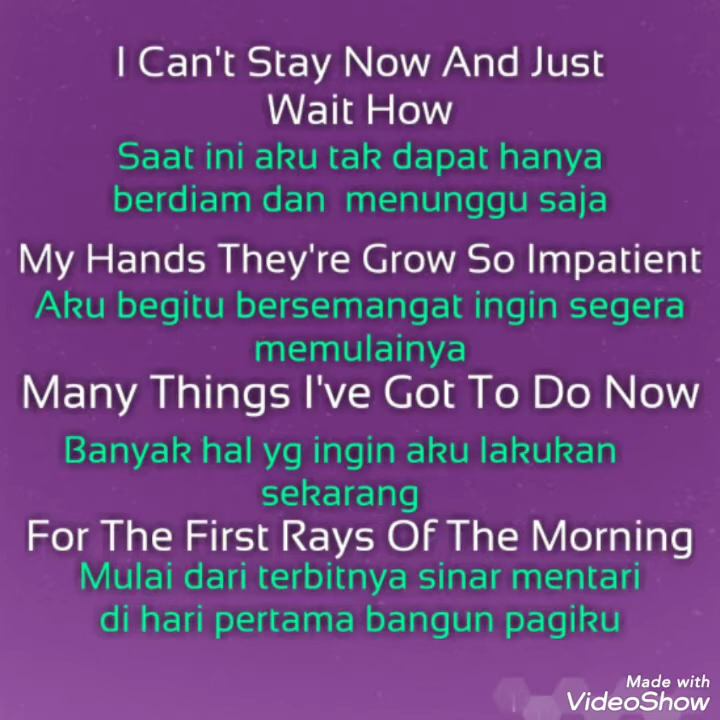 I Can't Stay Now And Just
Wait How
Saat ini aku tak dapat hanya
berdiam dan menunggu saja
My Hands They're Grow So Impatient
Aku begitu bersemangat ingin segera
memulainya
Many Things I've Got To Do Now
Banyak hal yg ingin aku lakukan
sekarang
For The First Rays Of The Morning
Mulai dari terbitnya sinar mentari
di hari pertama bangun pagiku
Made with
VideoShow